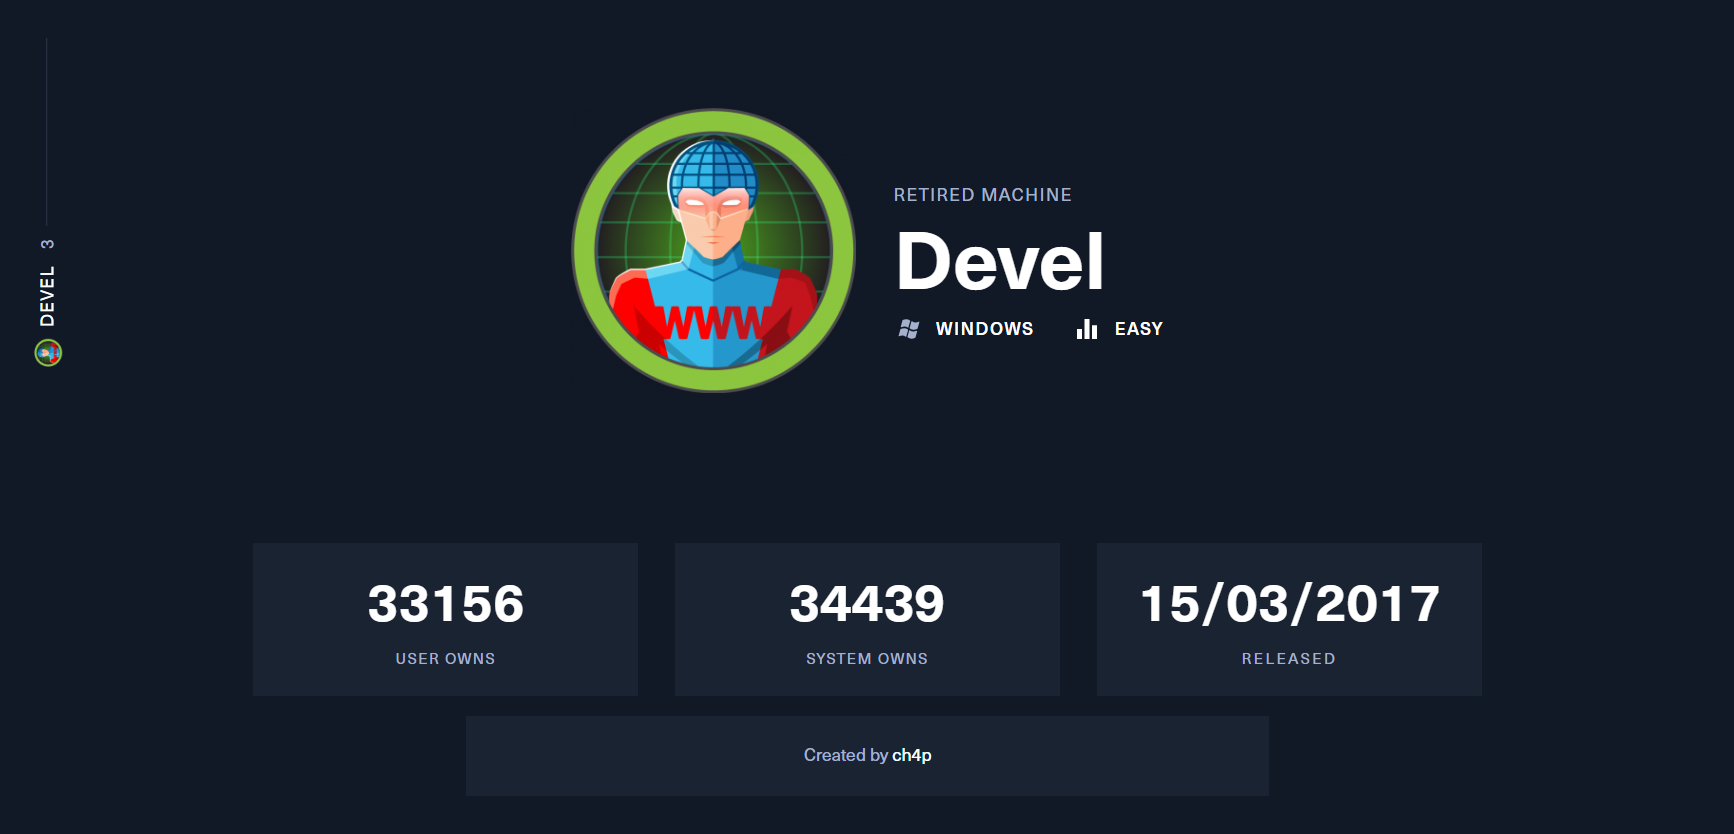 DEVEL 3
RETIRED MACHINE
Devel
WINDOWS EASY
WWW
33156
USER OWNS
34439
SYSTEM OWNS
15/03/2017
RELEASED
Created by ch4p